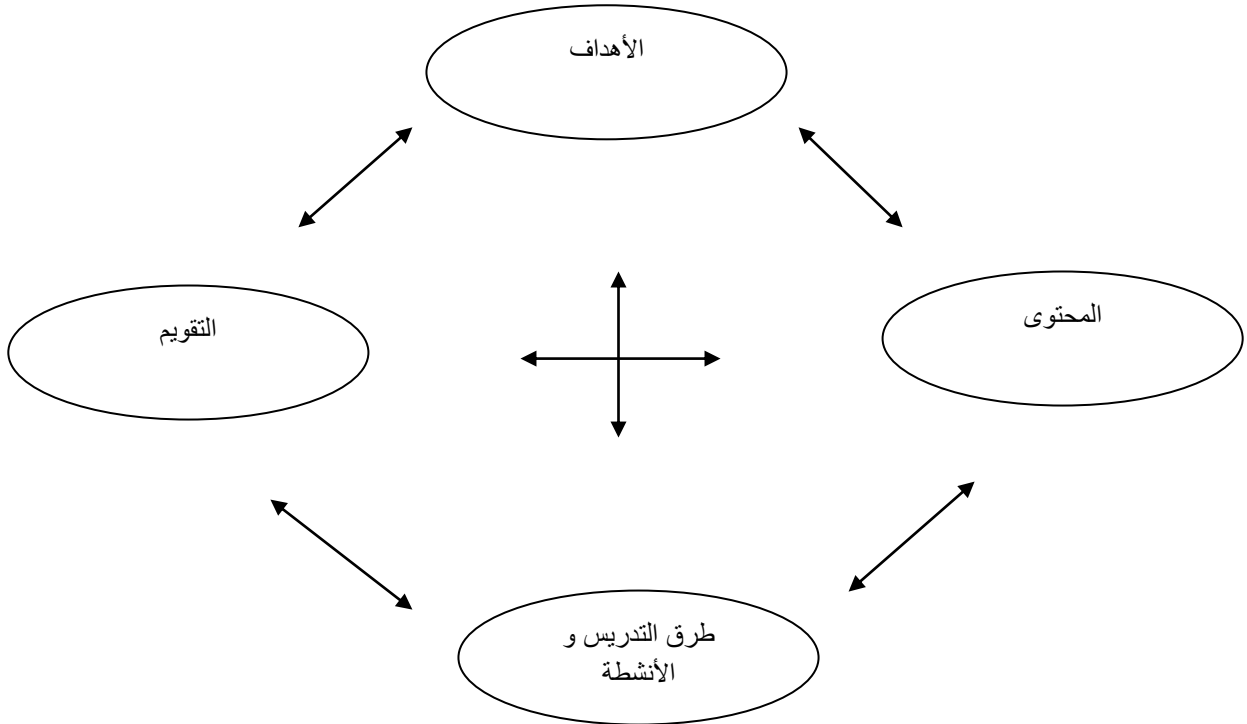 الأهداف
المحتوى
التقويم
طرق التدريس و
الأنشطة